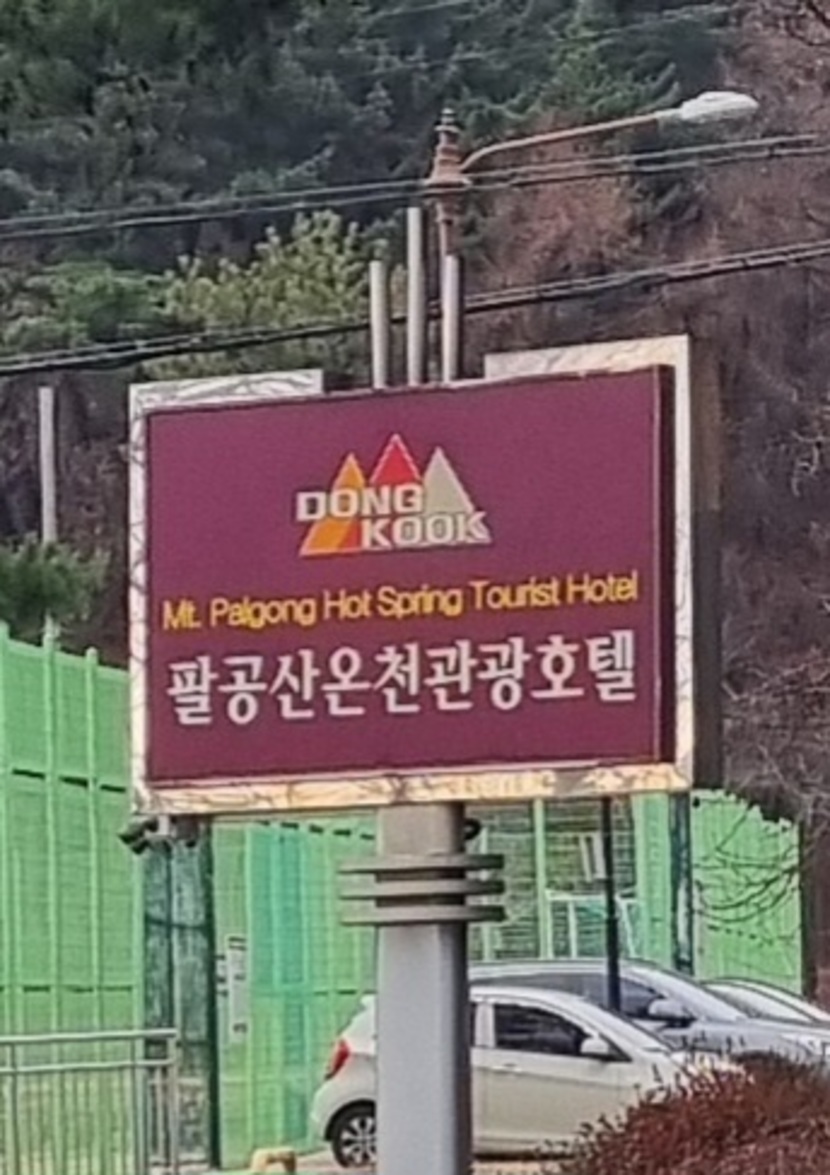 DONG
KOOK
Mt. Palgong Hot Spring Tourist Hotel
팔공산온천관광호텔